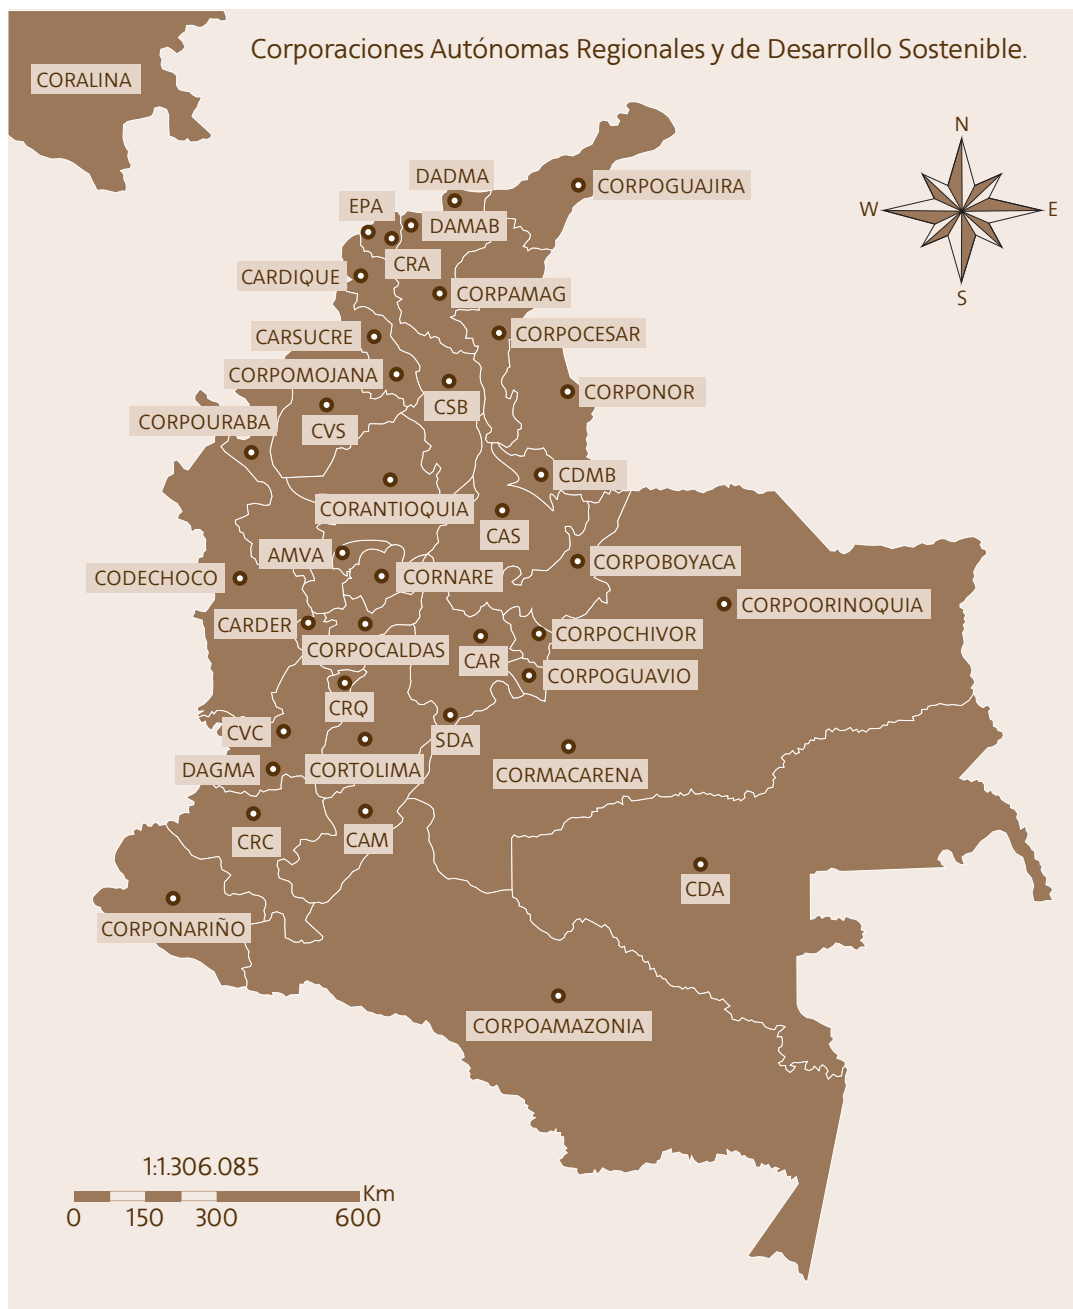 Corporaciones Autónomas Regionales y de Desarrollo Sostenible.
CORALINA
N
W
E
S
DADMA
CORPOGUAJIRA
EPA
DAMAB
CRA
CARDIQUE
CORPAMAG
CARSUCRE
CORPOCESAR
CORPOMOJANA
CORPONOR
CSB
CORPOURABA
CVS
CDMB
CORANTIOQUIA
CAS
AMVA
CORPOBOYACA
CODECHOCO
CORNARE
CORPOORINOQUIA
CARDER
CORPOCHIVOR
CORPOCALDAS
CAR
CORPOGUAVIO
CRQ
CVC
SDA
DAGMA
CORTOLIMA
CORMACARENA
CRC
CAM
CDA
CORPONARIÑO
CORPOAMAZONIA
1:1.306.085
Km
0 150 300 600